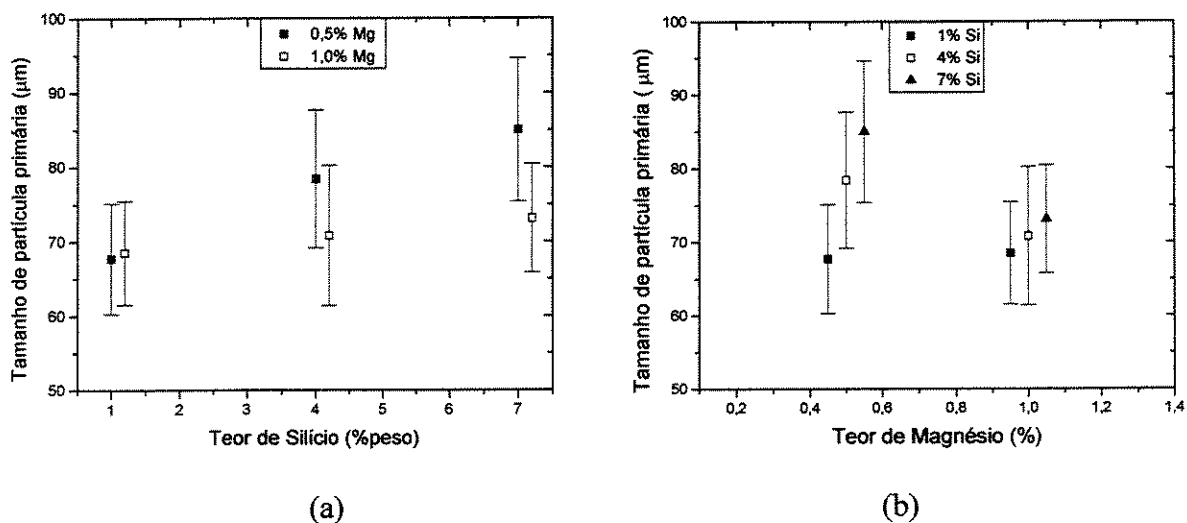 100
90
80
70
60
50
Tamanho de partícula primária (μm)
0,5% Mg
1,0% Mg
1 2 3 4 5 6 7
Teor de Silício (%peso)
(a)
100
90
80
70
60
50
Tamanho de partícula primária ( μm)
1% Si
4% Si
7% Si
0,2 0,4 0,6 0,8 1,0 1,2 1,4
Teor de Magnésio (%)
(b)